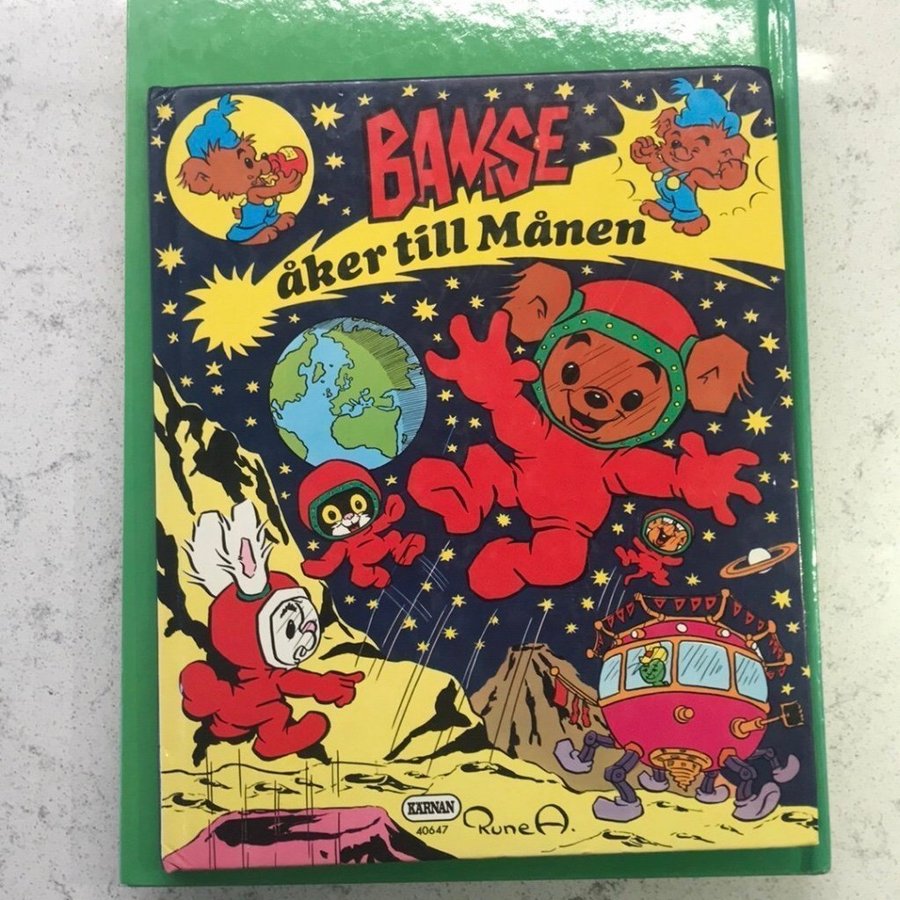 BAMSE
åker till Månen
KÄRNAN
40647
Rune A.